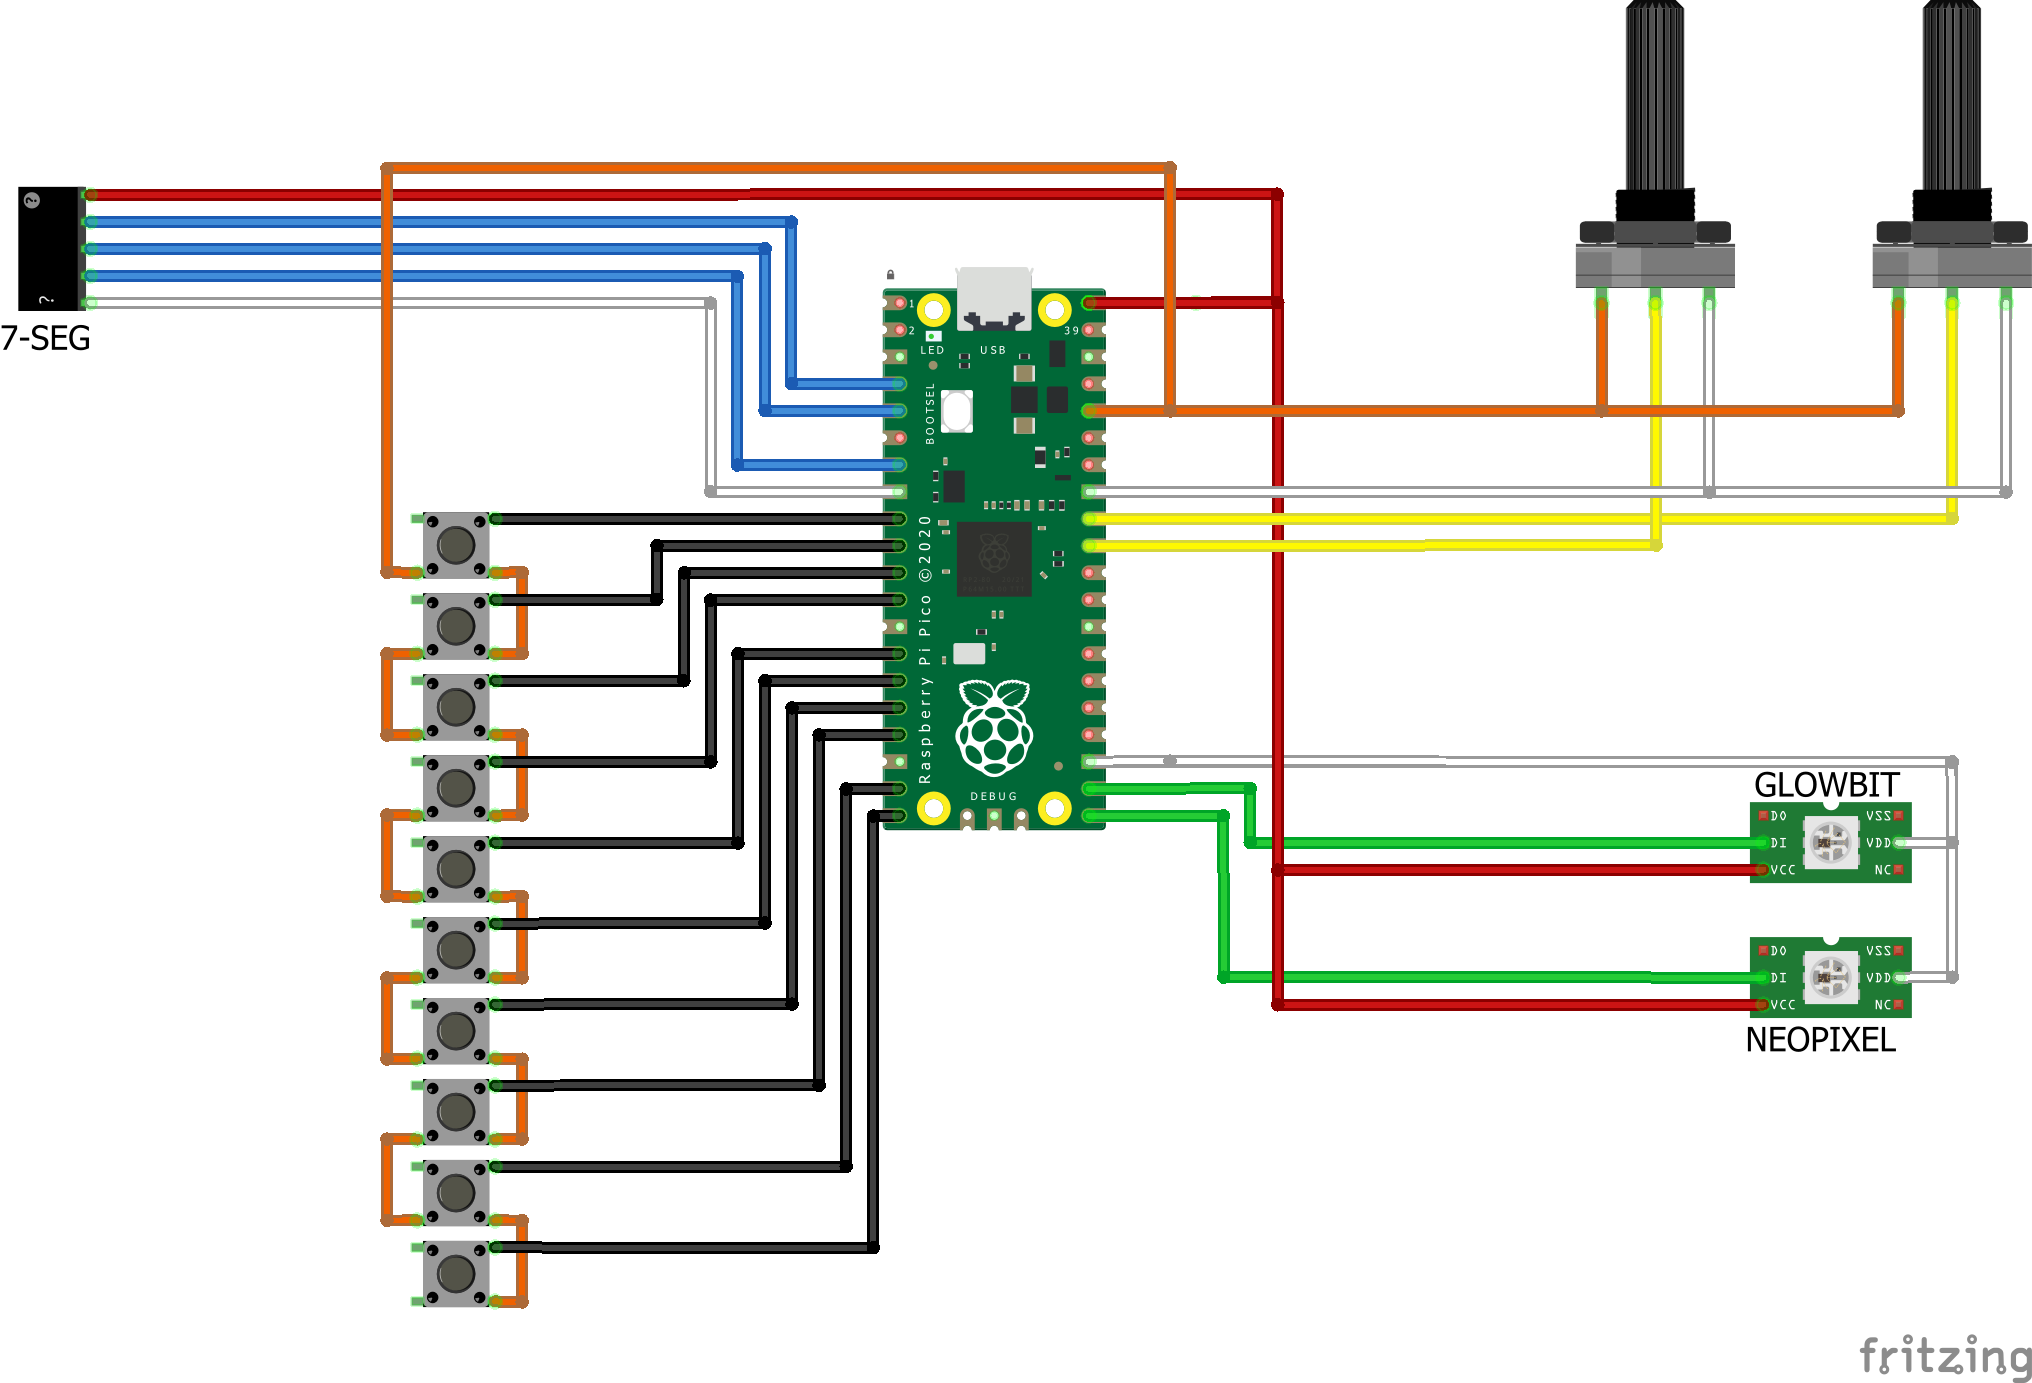 ?
?
7-SEG
1
2
39
LED
USB
BOOTSEL
Raspberry Pi Pico ©2020
DEBUG
GLOWBIT
DO
VSS
DI
VDD
VCC
NC
DO
VSS
DI
VDD
VCC
NC
NEOPIXEL
fritzing